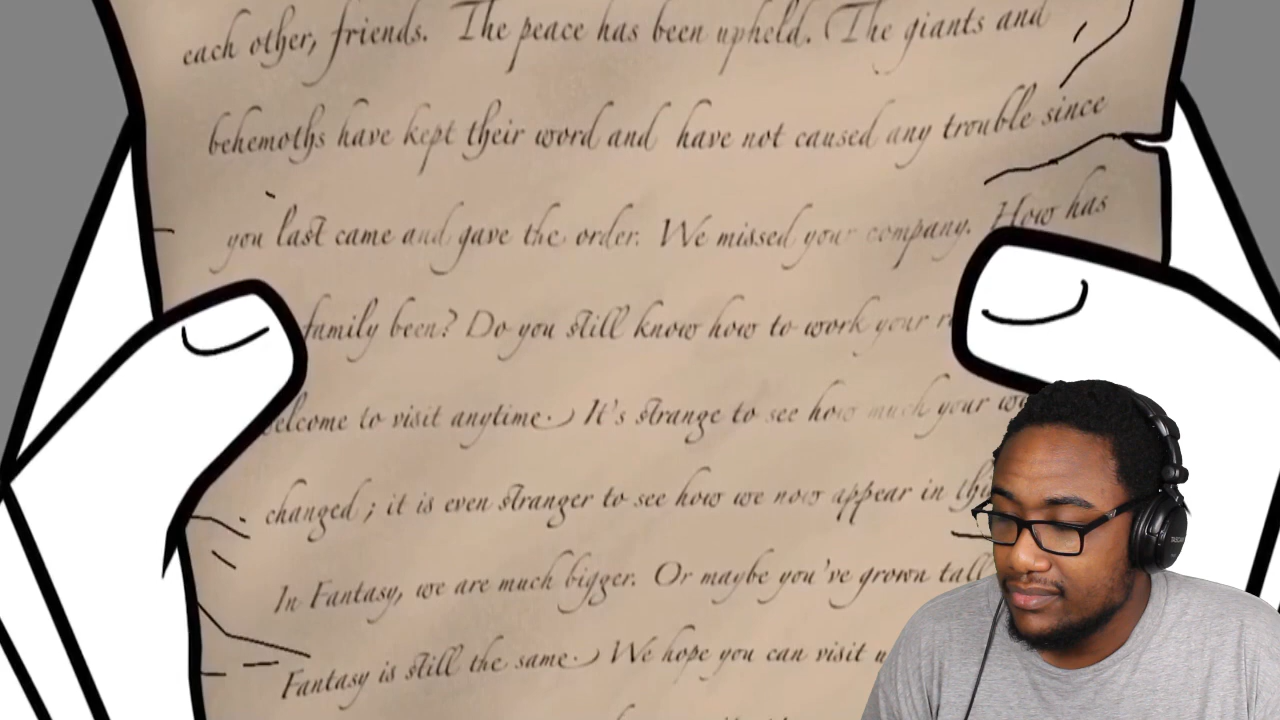 each other, friends. The peace has been upheld. (The giants and
behemoths have kept their word and have not caused any trouble since
you last came and gave the order. We missed your company. How has
family been? Do you still know how to work your
elcome to visit anytime.) It's strange to see how much your
changed ; it is even stranger to see how we now appear in
In Fantasy, we are much bigger. Or maybe you've grown
Fantasy is still the same.) We hope you can visit